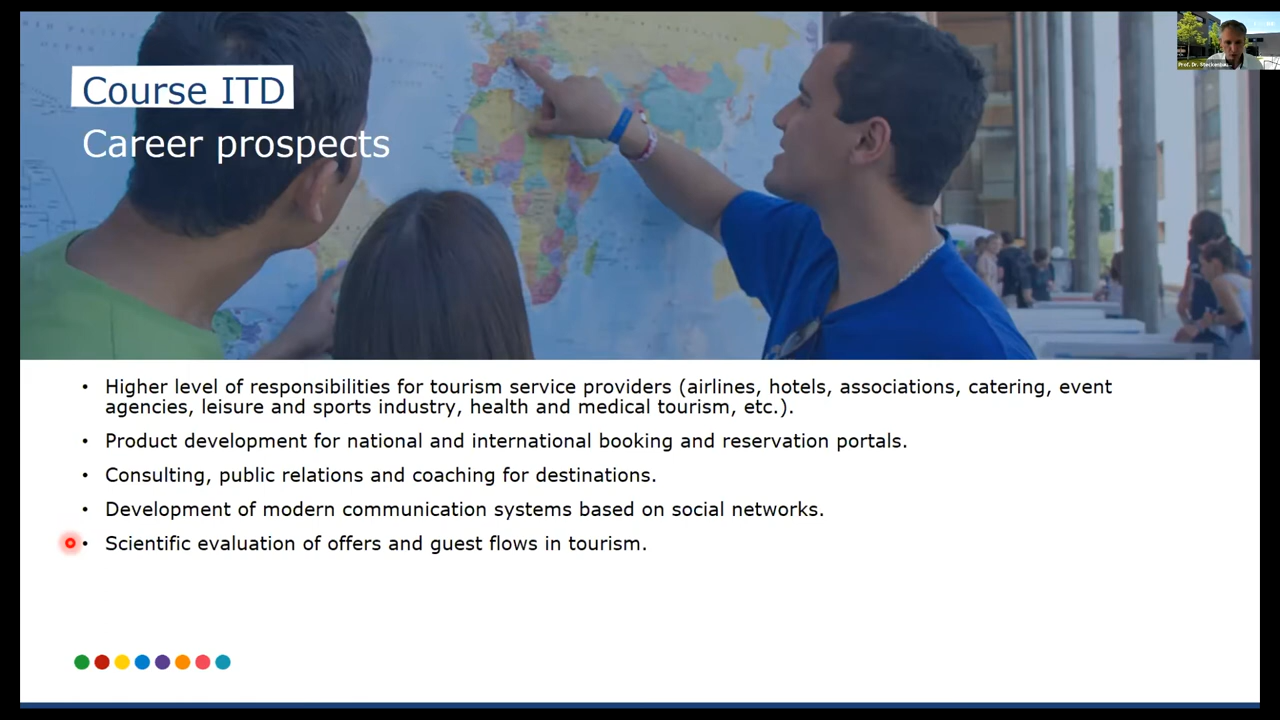 Course ITD
Career prospects
Prof. Dr.
• Higher level of responsibilities for tourism service providers (airlines, hotels, associations, catering, event
agencies, leisure and sports industry, health and medical tourism, etc.).
• Product development for national and international booking and reservation portals.
• Consulting, public relations and coaching for destinations.
• Development of modern communication systems based on social networks.
• Scientific evaluation of offers and guest flows in tourism.